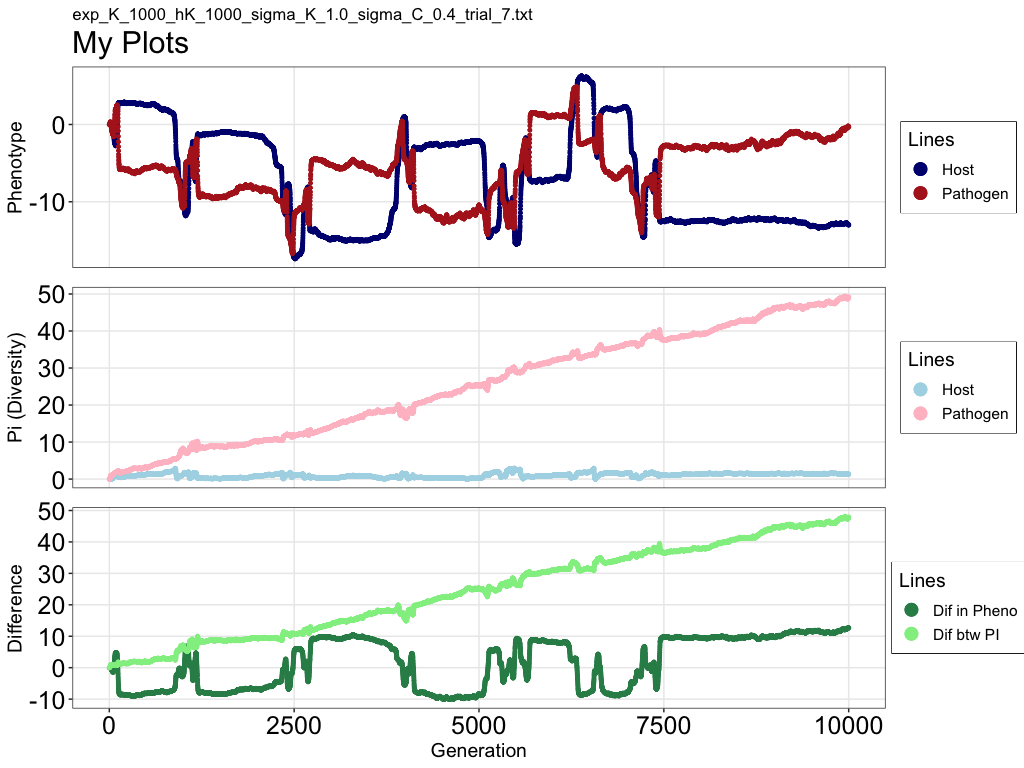 exp_K_1000_hK_1000_sigma_K_1.0_sigma_C_0.4_trial_7.txt
My Plots
Phenotype
0
-10
Lines
Host
Pathogen
Pi (Diversity)
50
40
30
20
10
0
Lines
Host
Pathogen
Difference
50
40
30
20
10
0
-10
Lines
Dif in Pheno
Dif btw PI
0 2500 5000 7500 10000
Generation